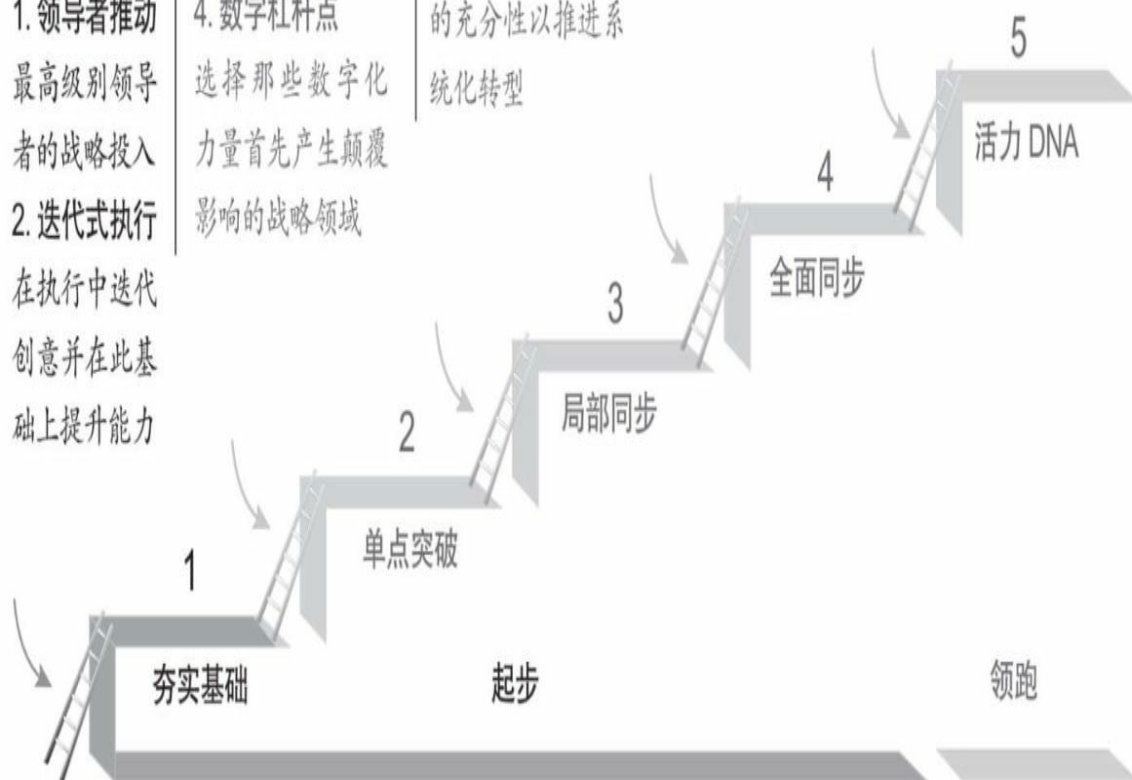 1. 领导者推动
最高级别领导
者的战略投入
2. 迭代式执行
在执行中迭代
创意并在此基
础上提升能力
4. 数字杠杆点
选择那些数字化
力量首先产生颠覆
影响的战略领域
的充分性以推进系
统化转型
5
活力 DNA
4
全面同步
3
局部同步
2
单点突破
1
夯实基础
起步
领跑